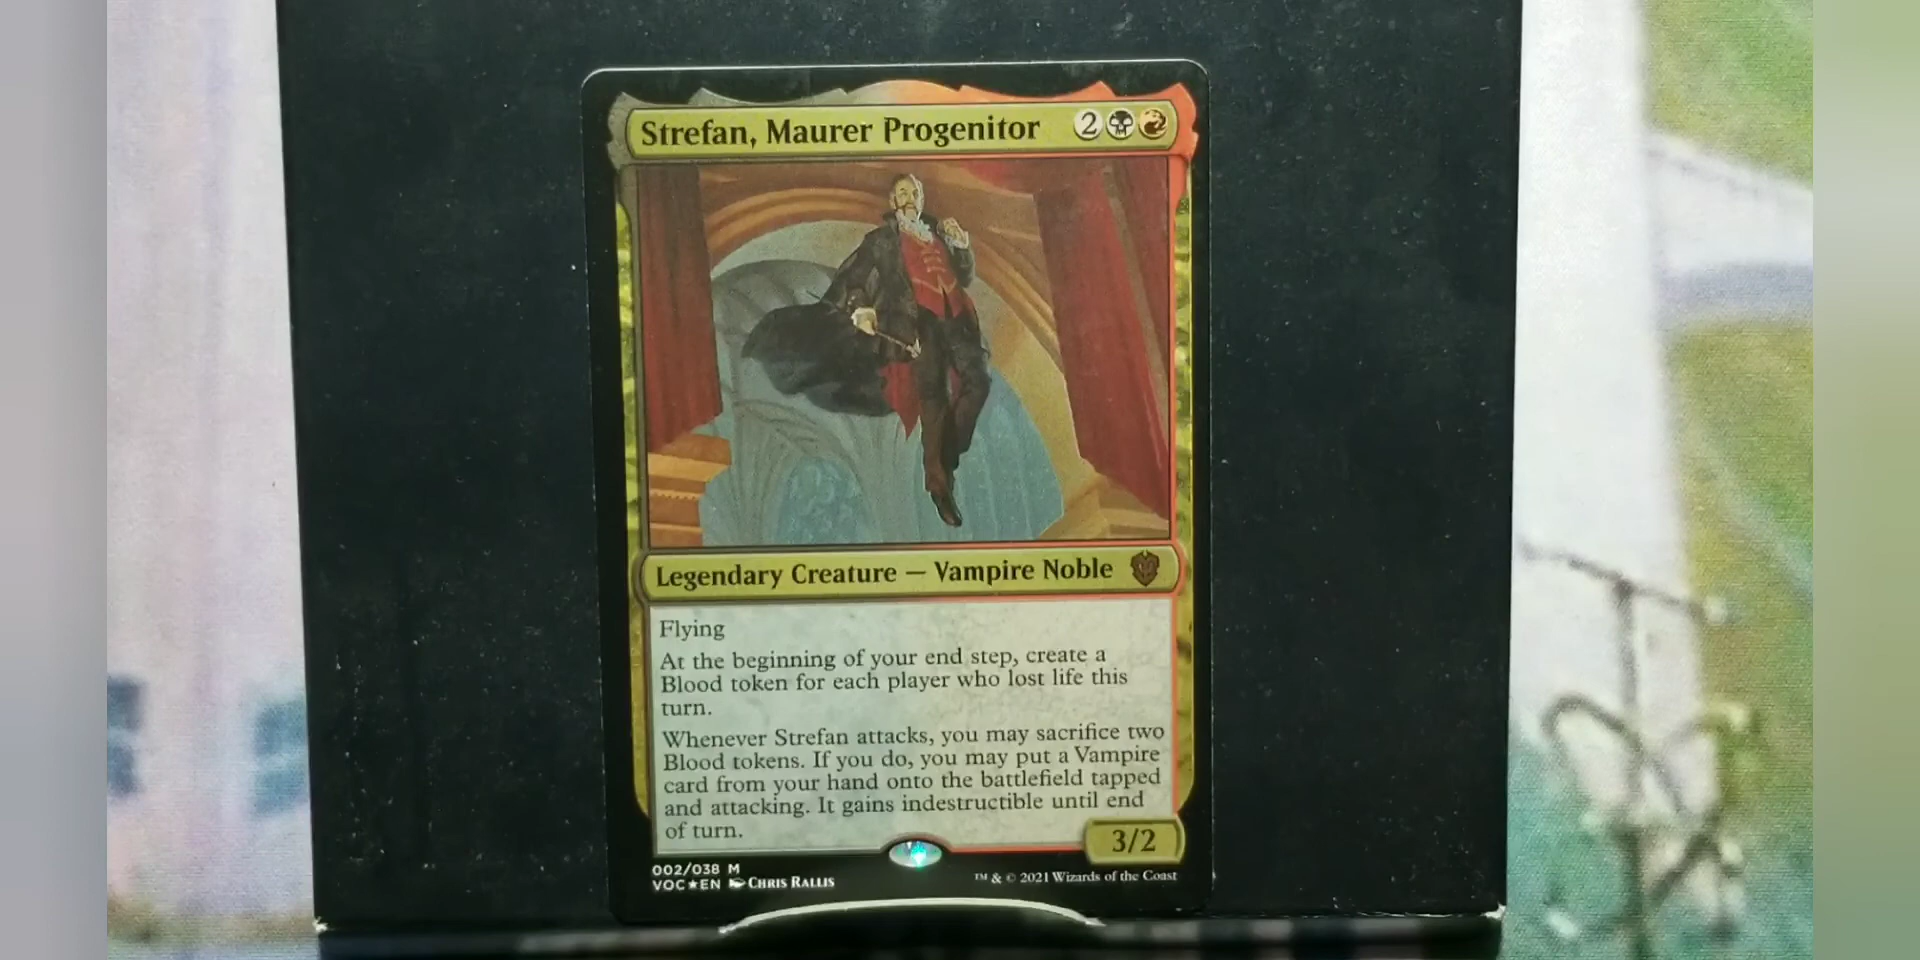 Strefan, Maurer Progenitor 2
Legendary Creature — Vampire Noble
Flying
At the beginning of your end step, create a
Blood token for each player who lost life this
turn.
Whenever Strefan attacks, you may sacrifice two
Blood tokens. If you do, you may put a Vampire
card from your hand onto the battlefield tapped
and attacking. It gains indestructible until end
of turn.
3/2
002/038 M
VOC★EN CHRIS RALLIS
™ & © 2021 Wizards of the Coast